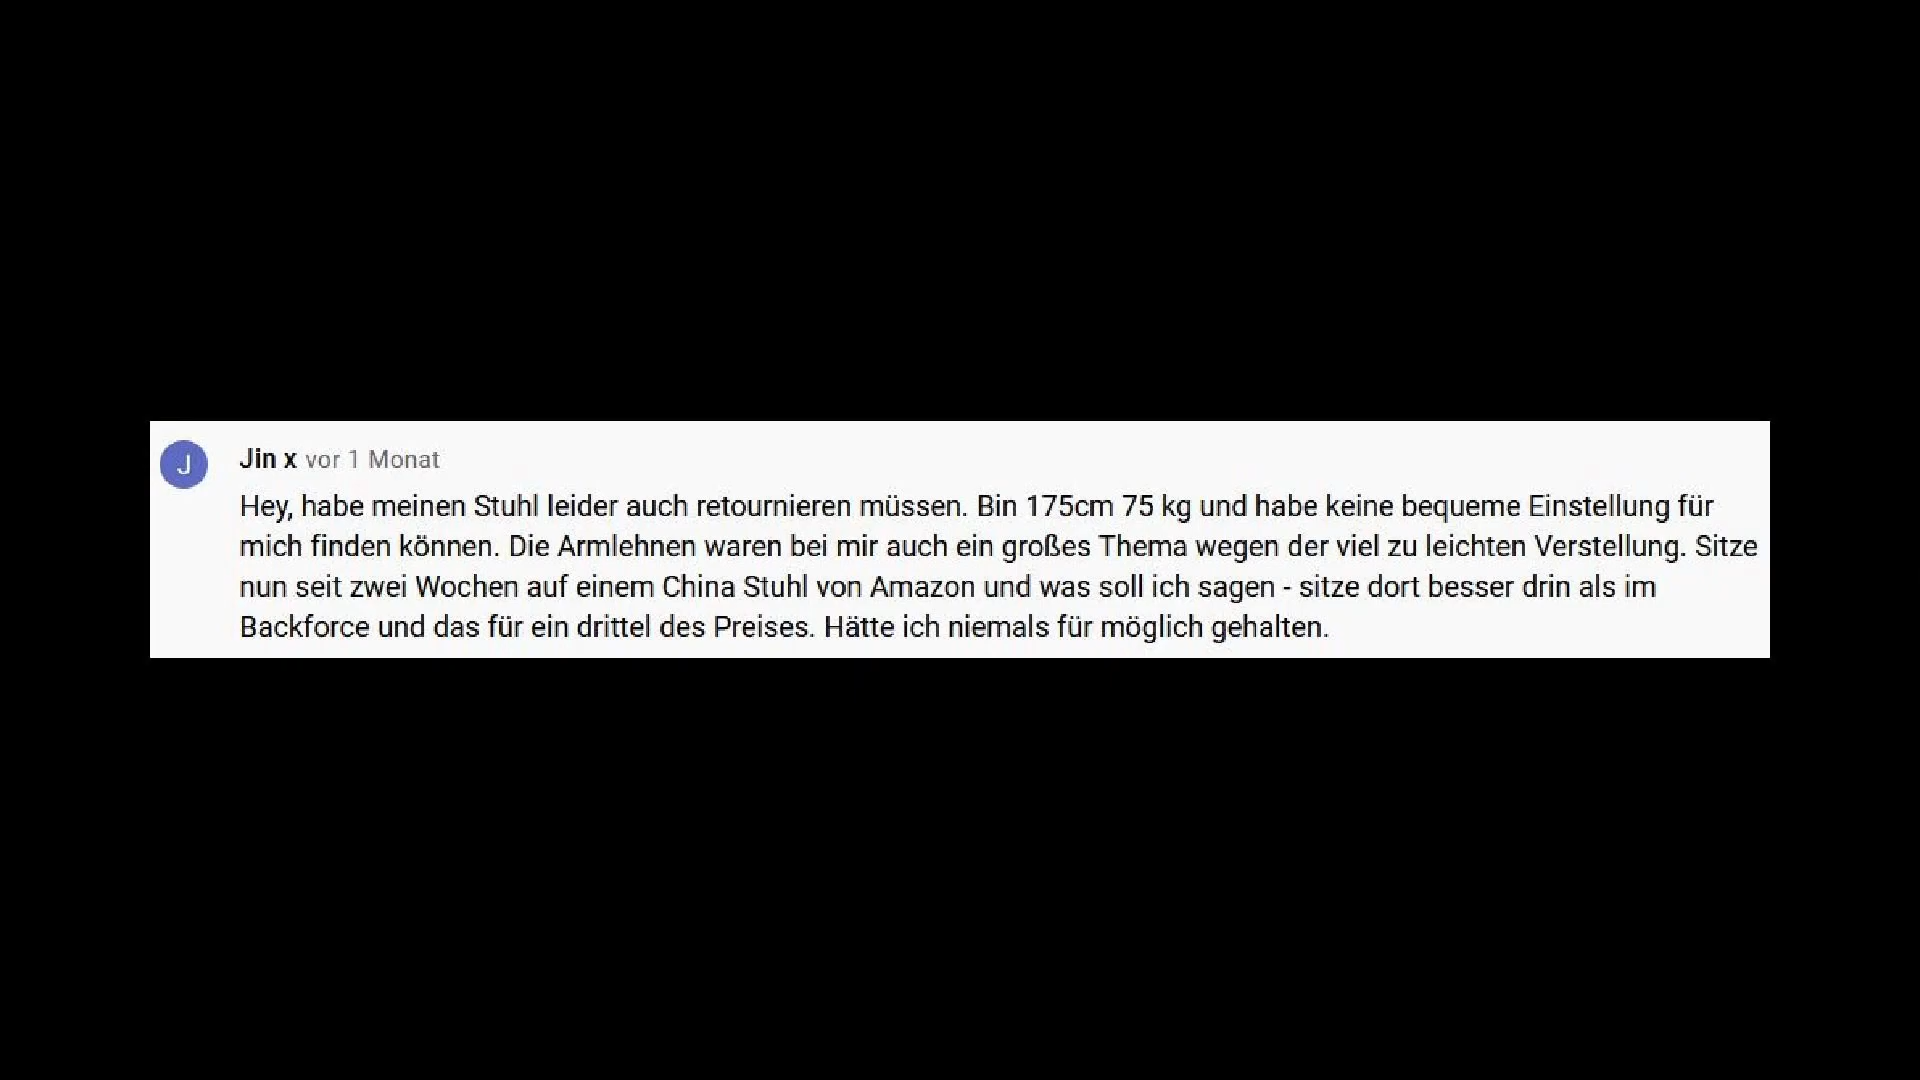 J
Jin x vor 1 Monat
Hey, habe meinen Stuhl leider auch retournieren müssen. Bin 175cm 75 kg und habe keine bequeme Einstellung für
mich finden können. Die Armlehnen waren bei mir auch ein großes Thema wegen der viel zu leichten Verstellung. Sitze
nun seit zwei Wochen auf einem China Stuhl von Amazon und was soll ich sagen - sitze dort besser drin als im
Backforce und das für ein drittel des Preises. Hätte ich niemals für möglich gehalten.